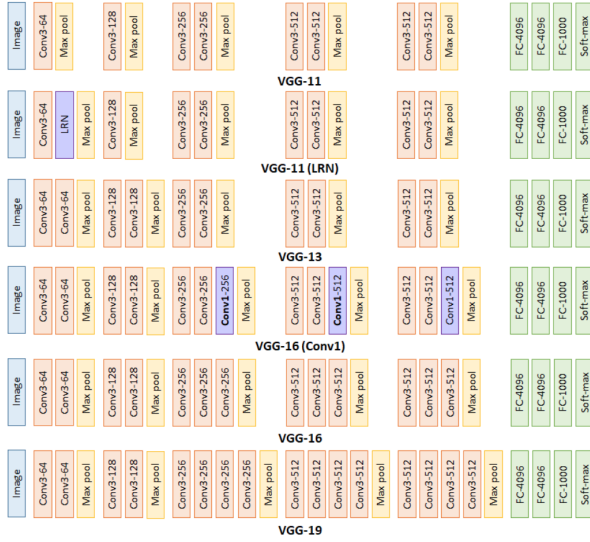 Image Conv3-64 Max pool Conv3-128 Max pool Conv3-256 Conv3-256 Max pool Conv3-512 Conv3-512 Max pool Conv3-512 Conv3-512 Max pool FC-4096 FC-4096 FC-1000 Soft-max
VGG-11
Image Conv3-64 LRN Max pool Conv3-128 Max pool Conv3-256 Conv3-256 Max pool Conv3-512 Conv3-512 Max pool Conv3-512 Conv3-512 Max pool FC-4096 FC-4096 FC-1000 Soft-max
VGG-11 (LRN)
Image Conv3-64 Conv3-64 Max pool Conv3-128 Conv3-128 Max pool Conv3-256 Conv3-256 Max pool Conv3-512 Conv3-512 Max pool Conv3-512 Conv3-512 Max pool FC-4096 FC-4096 FC-1000 Soft-max
VGG-13
Image Conv3-64 Conv3-64 Max pool Conv3-128 Conv3-128 Max pool Conv3-256 Conv3-256 Conv1-256 Max pool Conv3-512 Conv3-512 Conv1-512 Max pool Conv3-512 Conv3-512 Conv1-512 Max pool FC-4096 FC-4096 FC-1000 Soft-max
VGG-16 (Conv1)
Image Conv3-64 Conv3-64 Max pool Conv3-128 Conv3-128 Max pool Conv3-256 Conv3-256 Conv3-256 Max pool Conv3-512 Conv3-512 Conv3-512 Max pool Conv3-512 Conv3-512 Conv3-512 Max pool FC-4096 FC-4096 FC-1000 Soft-max
VGG-16
Image Conv3-64 Conv3-64 Max pool Conv3-128 Conv3-128 Max pool Conv3-256 Conv3-256 Conv3-256 Conv3-256 Max pool Conv3-512 Conv3-512 Conv3-512 Conv3-512 Max pool Conv3-512 Conv3-512 Conv3-512 Conv3-512 Max pool FC-4096 FC-4096 FC-1000 Soft-max
VGG-19